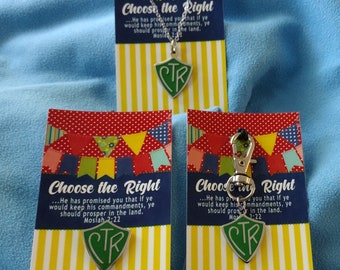 Choose the Right
...He has promised you that if ye
would keep his commandments, ye
should prosper in the land.
Mosiah 2:22
CTR
Choose the Right
...He has promised you that if ye
would keep his commandments, ye
should prosper in the land.
Mosiah 2:22
CTR
Choose the Right
...He has promised you that if ye
would keep his commandments, ye
should prosper in the land.
Mosiah 2:22
CTR